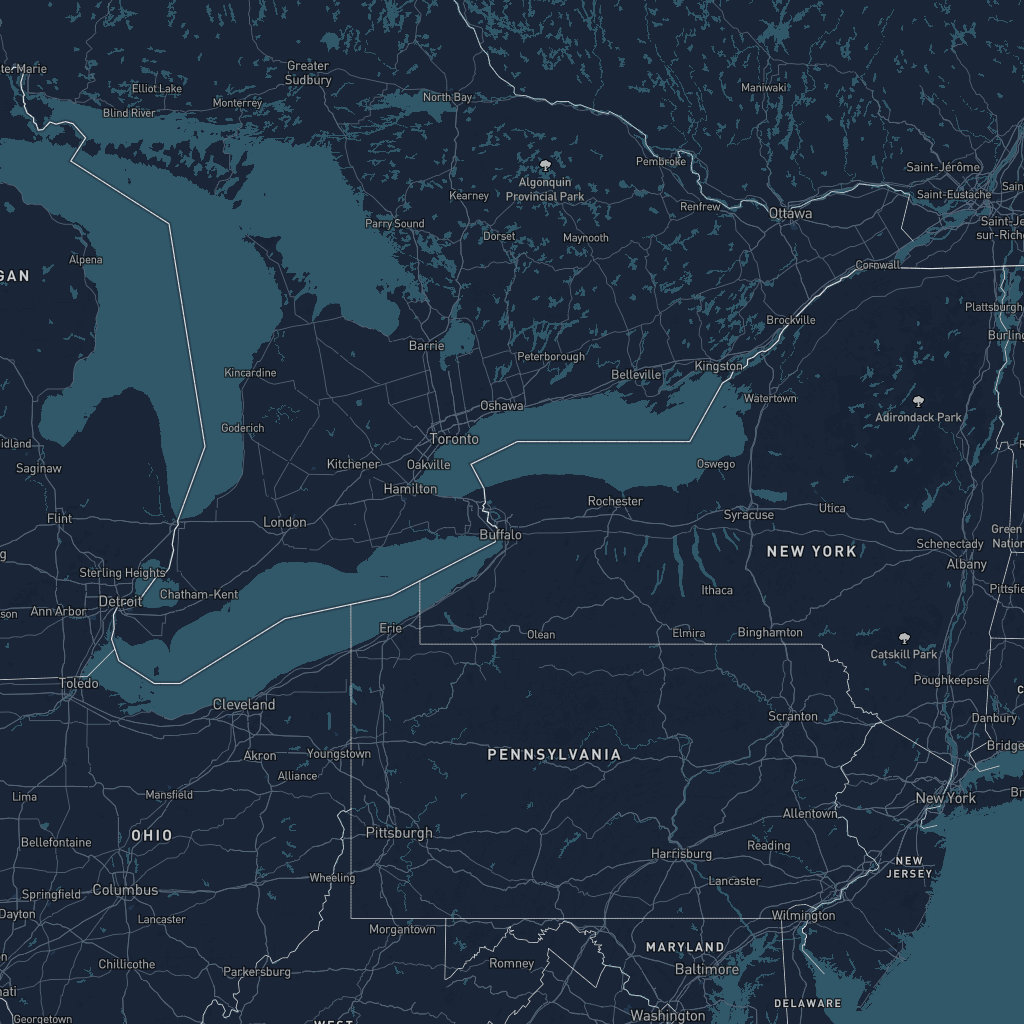 ter Marie
Greater
Sudbury
Elliot Lake
Maniwaki
Monterrey
North Bay
Blind River
Pembroke
Saint-Jérôme
Algonquin
Provincial Park
Kearney
Saint-Eustache
Renfrew
Ottawa
Parry Sound
Saint-Je
sur-Riche
Dorset
Maynooth
Alpena
Cornwall
GAN
Plattsburgh
Brockville
Burling
Barrie
Peterborough
Kingston
Kincardine
Belleville
Watertown
Oshawa
Adirondack Park
Goderich
Toronto
idland
Saginaw
Kitchener
Oakville
Oswego
Hamilton
Rochester
Utica
Syracuse
Flint
London
Green
Nation
Buffalo
Schenectady
NEW YORK
Albany
Sterling Heights
Pittsfie
Ithaca
Chatham-Kent
Detroit
Ann Arbor
son
Erie
Olean
Elmira
Binghamton
Catskill Park
Poughkeepsie
Toledo
Cleveland
Scranton
Danbury
Bridge
PENNSYLVANIA
Youngstown
Akron
Alliance
Lima
Mansfield
New York
Br
Allentown
OHIO
Pittsburgh
Bellefontaine
Reading
Harrisburg
NEW
JERSEY
Wheeling
Lancaster
Columbus
Springfield
Dayton
Lancaster
Wilmington
Morgantown
MARYLAND
Chillicothe
Romney
Baltimore
Parkersburg
nati
DELAWARE
Georgetown
WEST
Washington